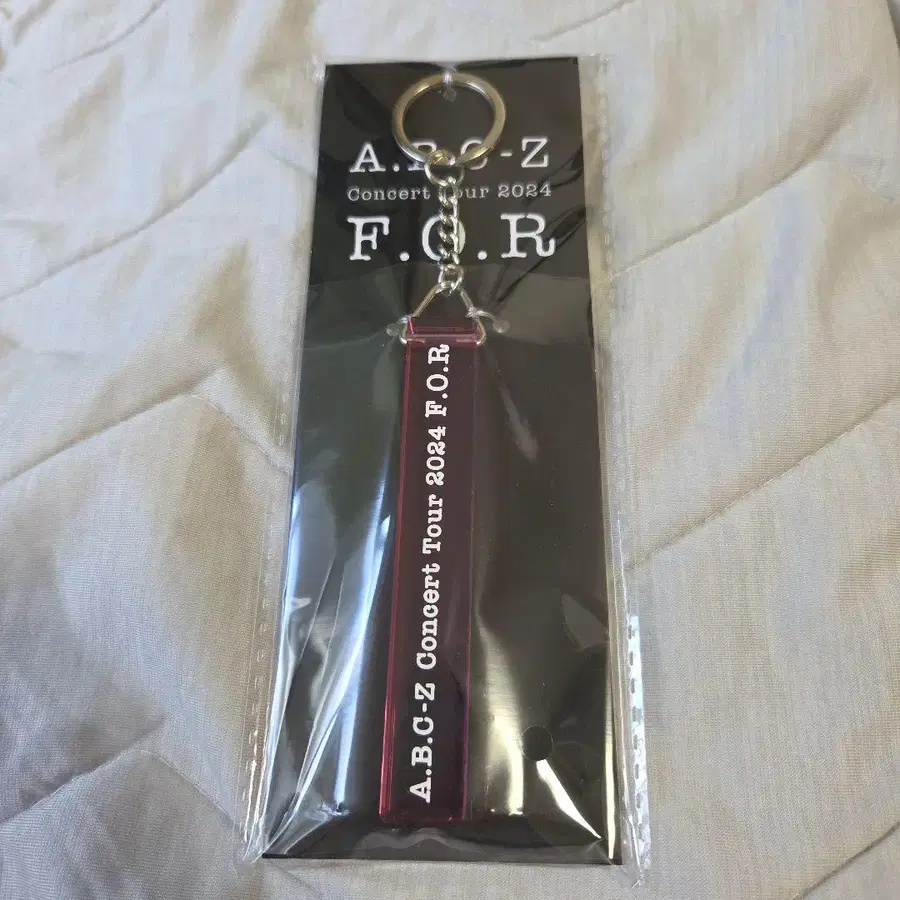 A.B.C-Z
Concert Tour 2024
F.O.R
A.B.C-Z Concert Tour 2024 F.O.R